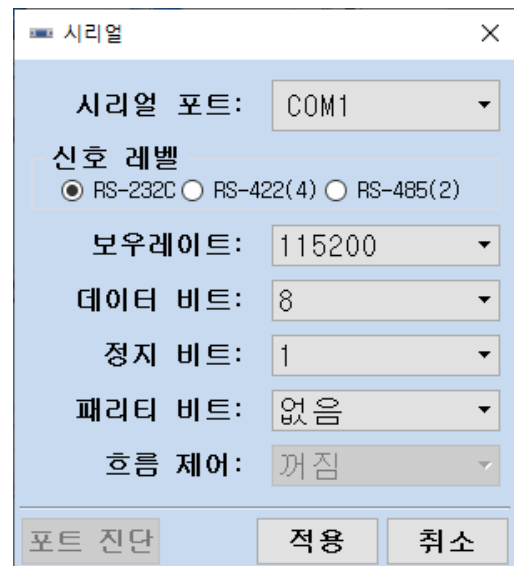 시리얼
시리얼 포트: COM1
신호 레벨
RS-232C RS-422(4) RS-485(2)
보우레이트: 115200
데이터 비트: 8
정지 비트: 1
패리티 비트: 없음
흐름 제어: 꺼짐
포트 진단 적용 취소